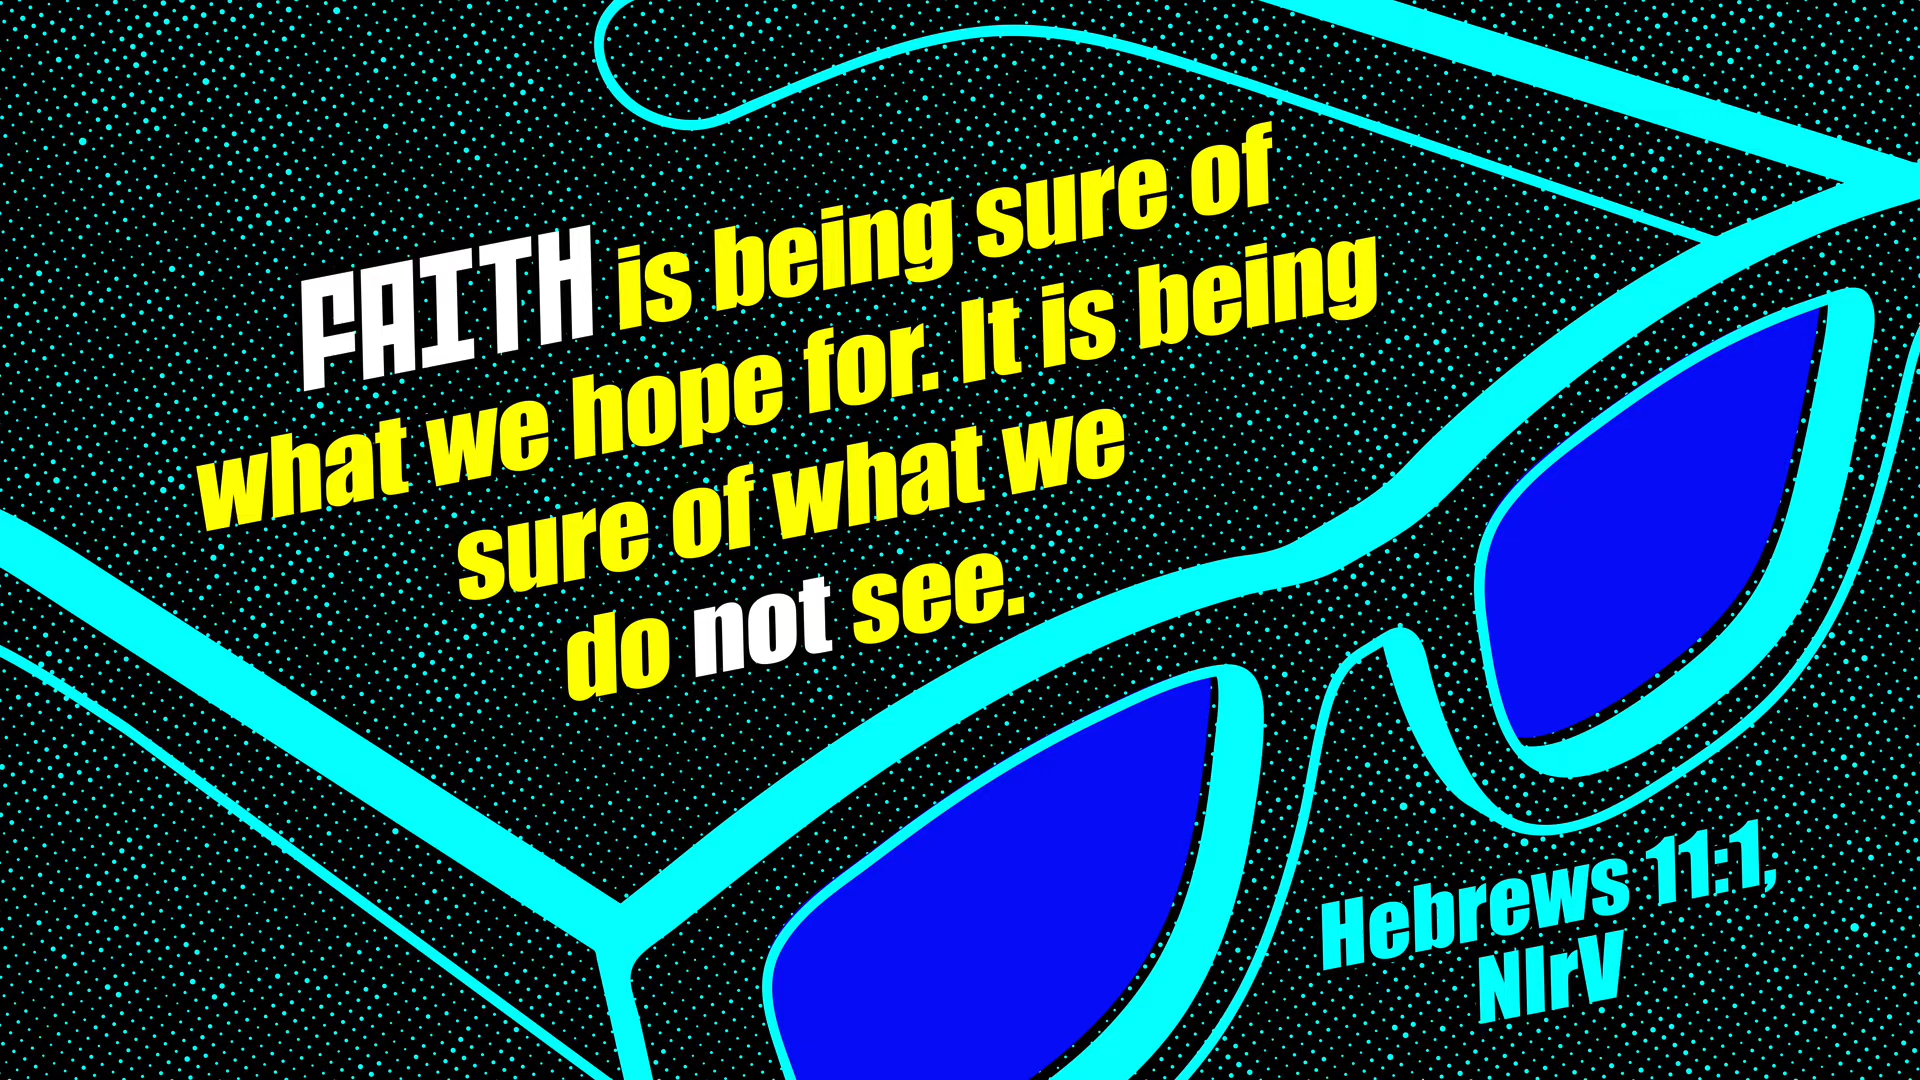 FAITH is being sure of
what we hope for. It is being
sure of what we
do not see.
Hebrews 11:1,
NIrV